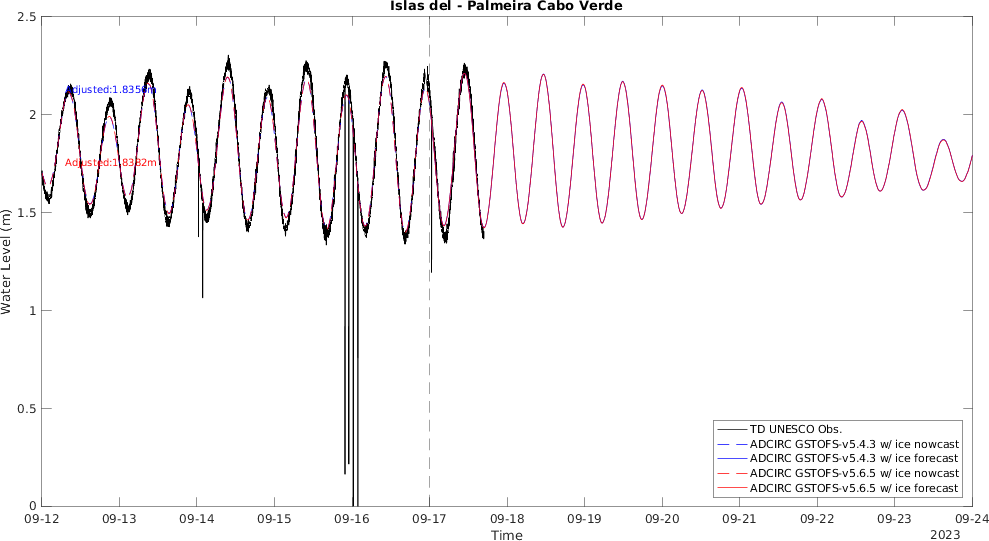 Islas del - Palmeira Cabo Verde
2.5
2
1.5
1
0.5
0
Water Level (m)
Adjusted:1.8356m
Adjusted:1.8382m
TD UNESCO Obs.
ADCIRC GSTOFS-v5.4.3 w/ ice nowcast
ADCIRC GSTOFS-v5.4.3 w/ ice forecast
ADCIRC GSTOFS-v5.6.5 w/ ice nowcast
ADCIRC GSTOFS-v5.6.5 w/ ice forecast
09-12 09-13 09-14 09-15 09-16 09-17 09-18 09-19 09-20 09-21 09-22 09-23 09-24
Time
2023